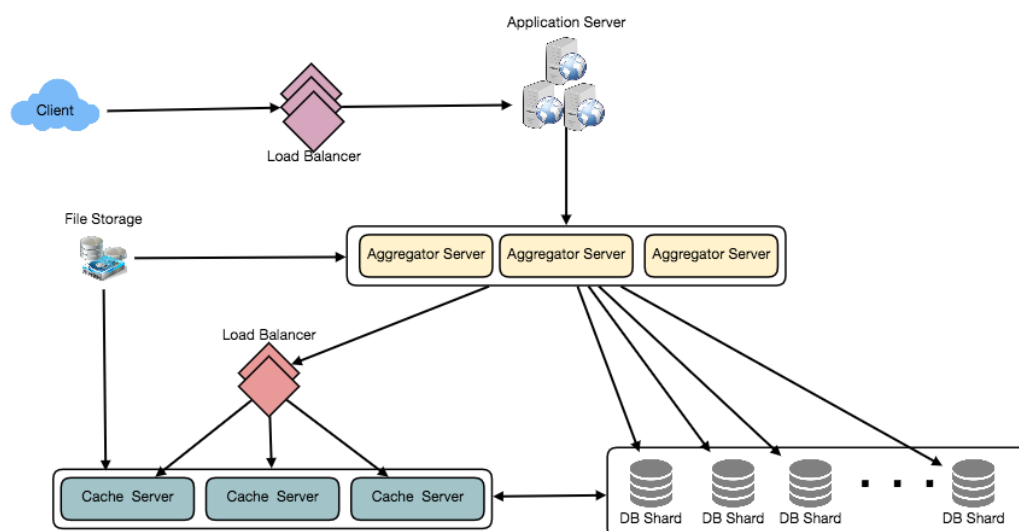 Application Server
Client
Load Balancer
File Storage
Aggregator Server
Aggregator Server
Aggregator Server
Load Balancer
Cache Server
Cache Server
Cache Server
DB Shard
DB Shard
DB Shard
DB Shard